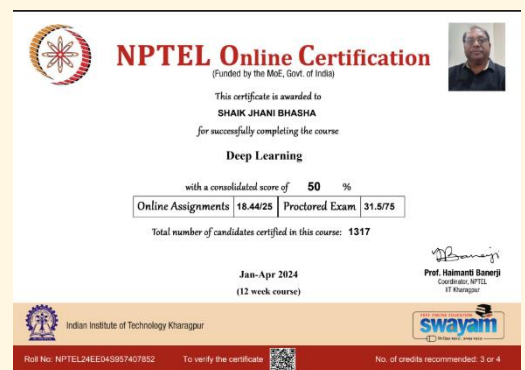 NPTEL Online Certification
(Funded by the MoE, Govt. of India)
This certificate is awarded to
SHAIK JHANI BHASHA
for successfully completing the course
Deep Learning
with a consolidated score of 50 %
Online Assignments 18.44/25 Proctored Exam 31.5/75
Total number of candidates certified in this course: 1317
Jan-Apr 2024
(12 week course)
Prof. Haimanti Banerji
Coordinator, NPTEL
IIT Kharagpur
Indian Institute of Technology Kharagpur
FREE ONLINE EDUCATION
swayam
Roll No: NPTEL24EE04S957407852 To verify the certificate No. of credits recommended: 3 or 4